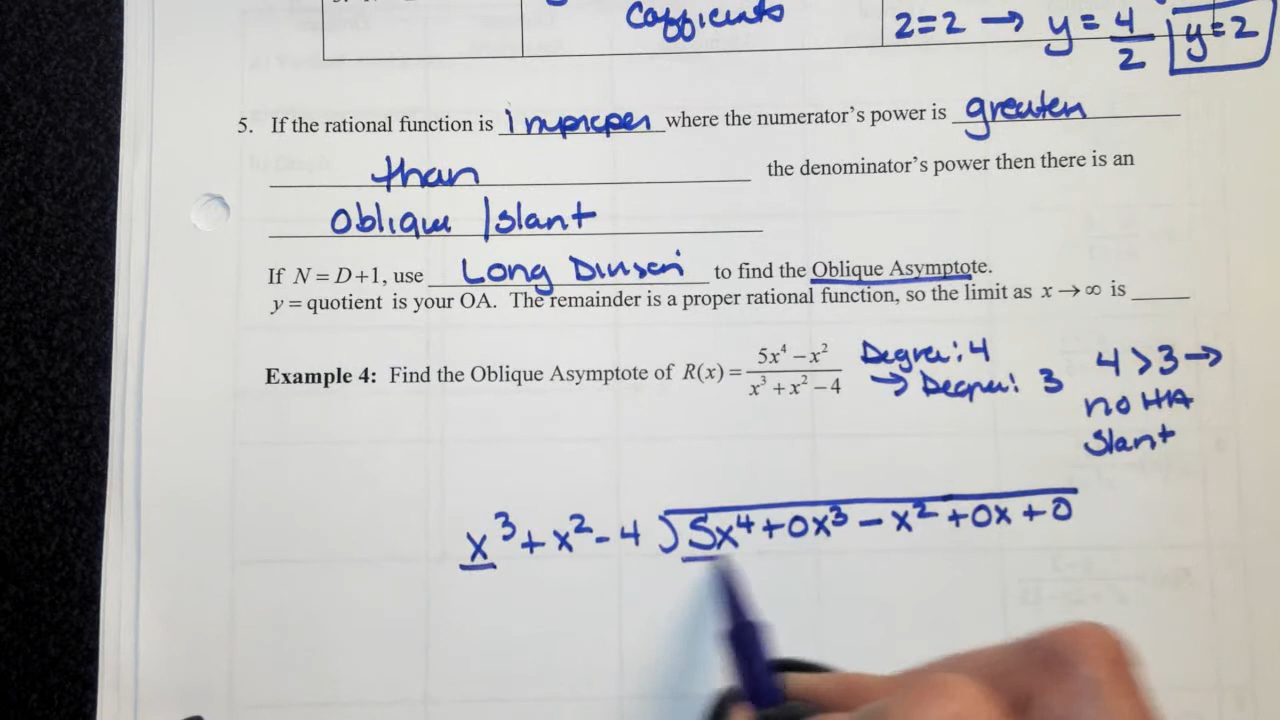 Coefficients
2=2 → y = 4/2 y=2
5. If the rational function is improper where the numerator's power is greater
than the denominator's power then there is an
Oblique / Slant
If N = D+1, use Long Division to find the Oblique Asymptote.
y = quotient is your OA. The remainder is a proper rational function, so the limit as x → ∞ is ____
Example 4: Find the Oblique Asymptote of R(x) = (5x⁴ − x²)/(x³ + x² − 4) Degree: 4 4 > 3 →
→ Degree: 3
no HA
Slant
x³ + x² − 4 ) 5x⁴ + 0x³ − x² + 0x + 0